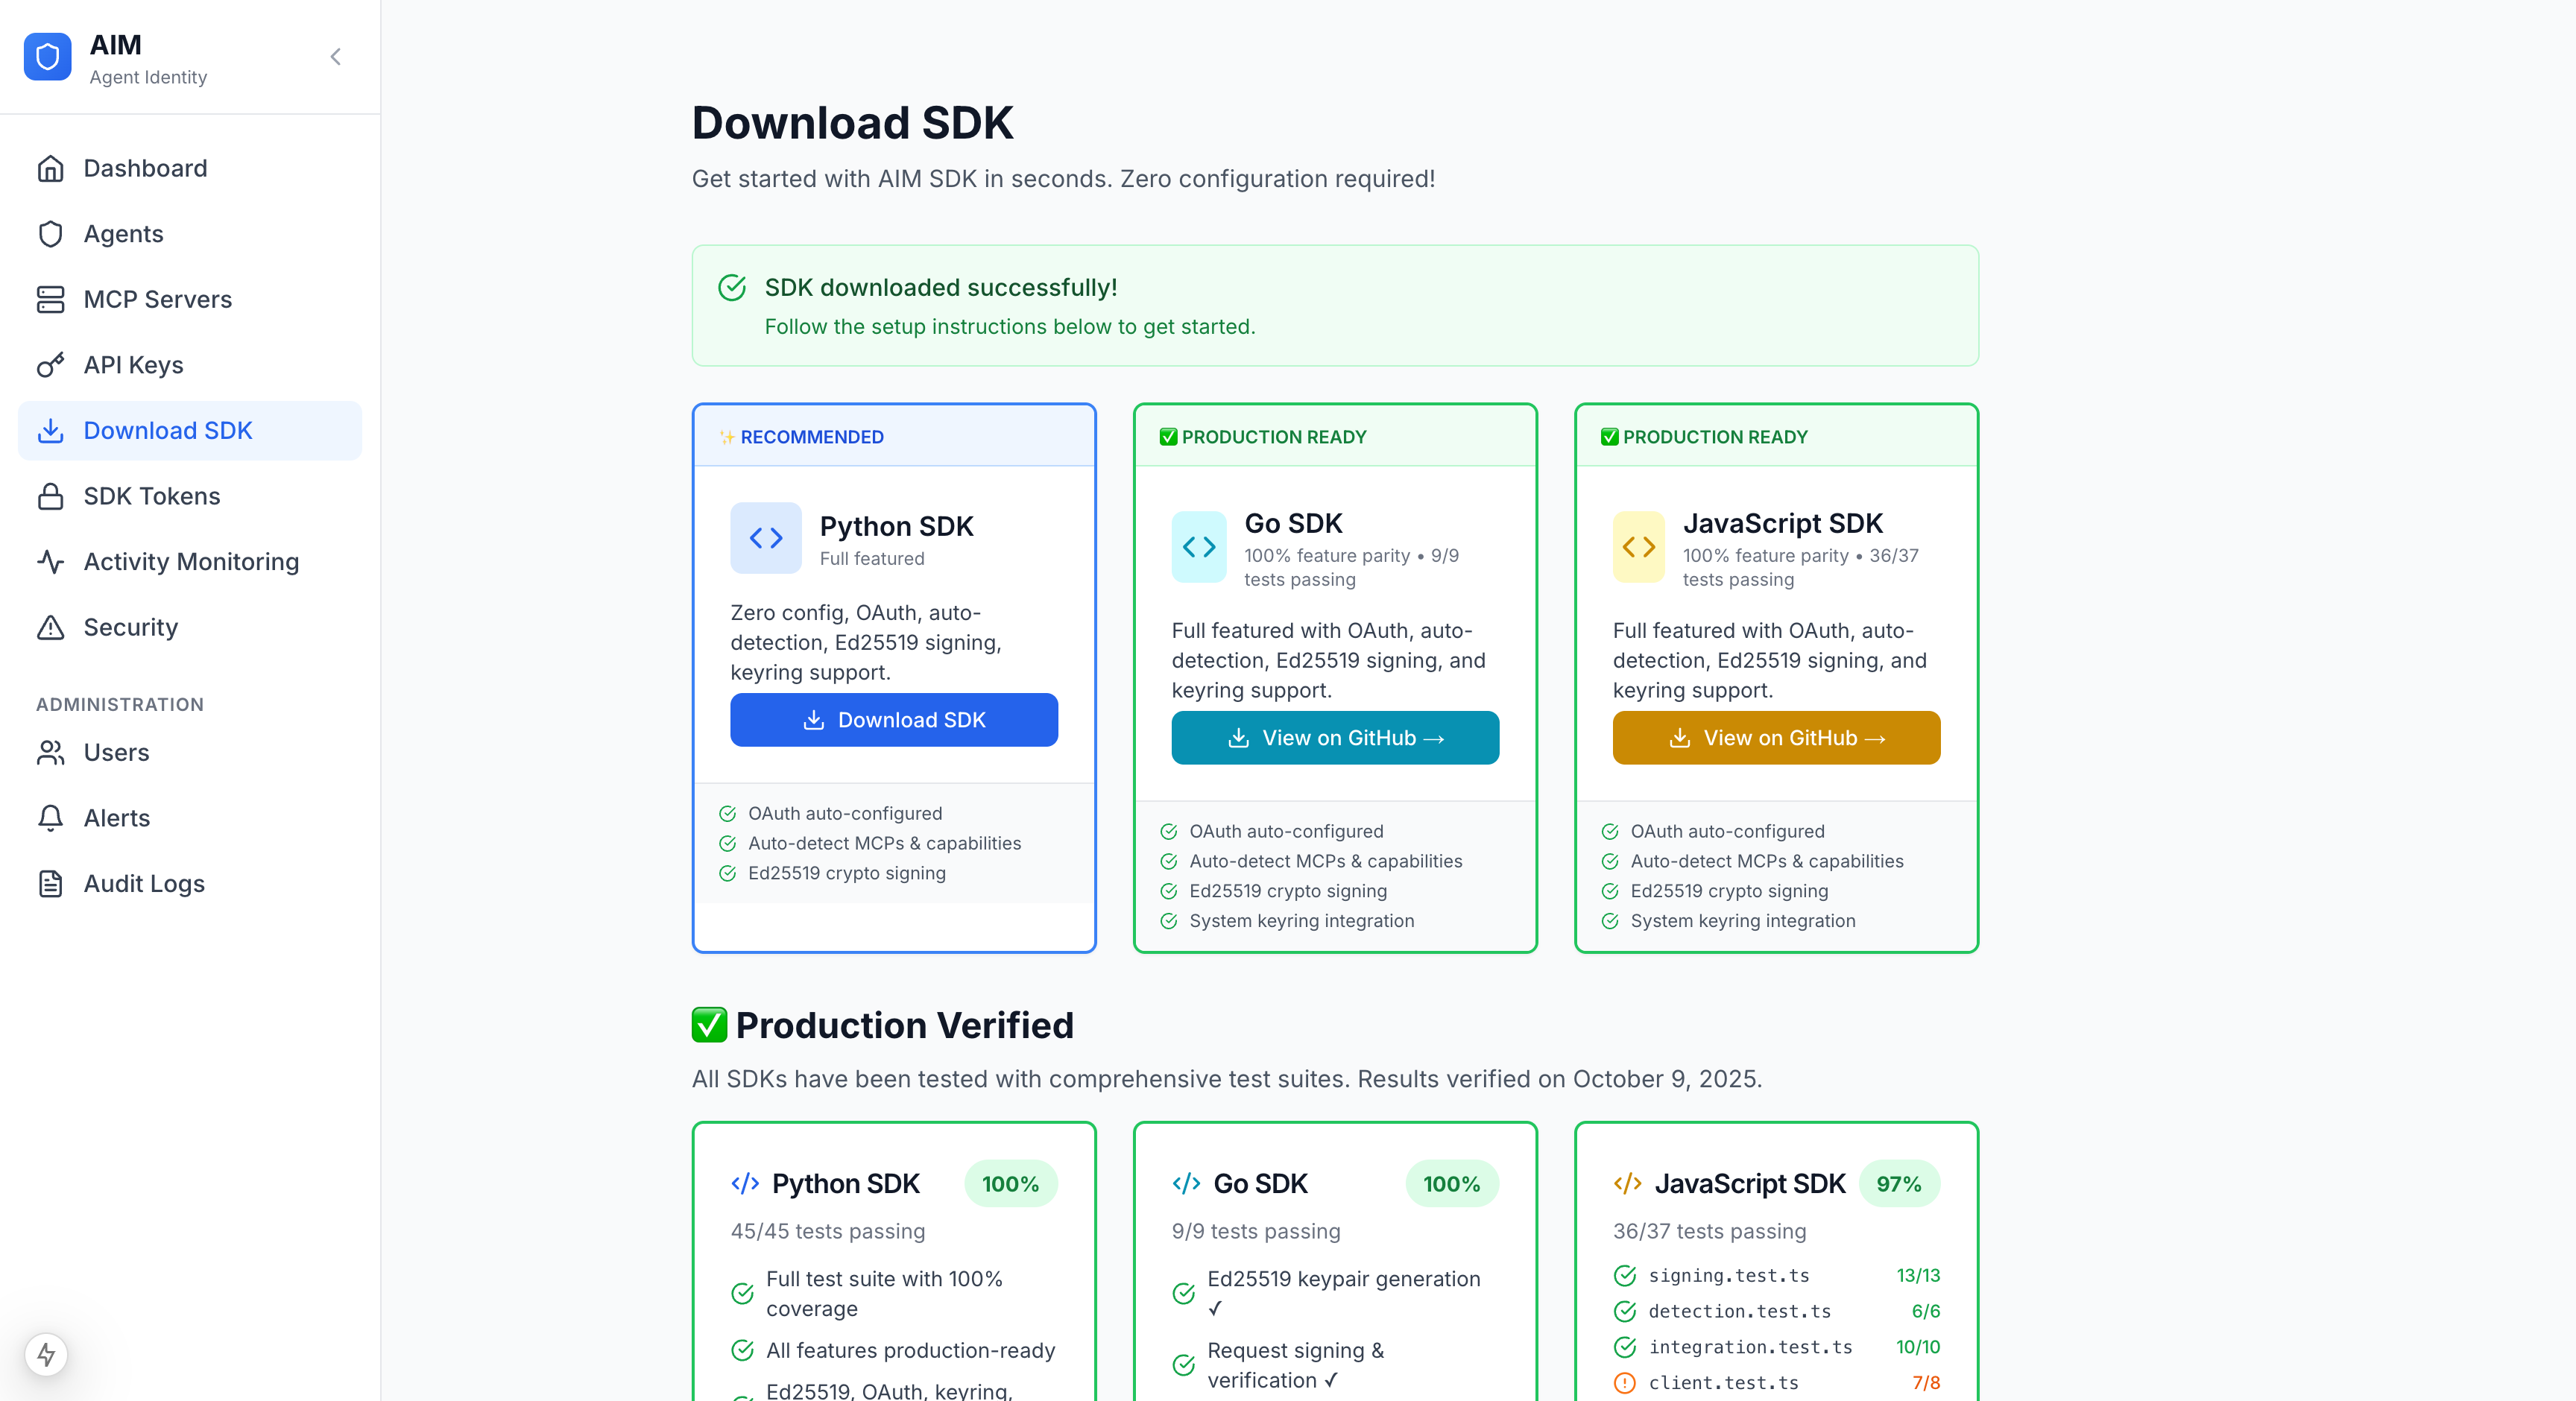 AIM
Agent Identity
Dashboard
Agents
MCP Servers
API Keys
Download SDK
SDK Tokens
Activity Monitoring
Security
ADMINISTRATION
Users
Alerts
Audit Logs
Download SDK
Get started with AIM SDK in seconds. Zero configuration required!
SDK downloaded successfully!
Follow the setup instructions below to get started.
✨ RECOMMENDED
Python SDK
Full featured
Zero config, OAuth, auto-
detection, Ed25519 signing,
keyring support.
Download SDK
OAuth auto-configured
Auto-detect MCPs & capabilities
Ed25519 crypto signing
✅ PRODUCTION READY
Go SDK
100% feature parity • 9/9
tests passing
Full featured with OAuth, auto-
detection, Ed25519 signing, and
keyring support.
View on GitHub →
OAuth auto-configured
Auto-detect MCPs & capabilities
Ed25519 crypto signing
System keyring integration
✅ PRODUCTION READY
JavaScript SDK
100% feature parity • 36/37
tests passing
Full featured with OAuth, auto-
detection, Ed25519 signing, and
keyring support.
View on GitHub →
OAuth auto-configured
Auto-detect MCPs & capabilities
Ed25519 crypto signing
System keyring integration
✅ Production Verified
All SDKs have been tested with comprehensive test suites. Results verified on October 9, 2025.
Python SDK 100%
45/45 tests passing
Full test suite with 100%
coverage
All features production-ready
Ed25519, OAuth, keyring,
Go SDK 100%
9/9 tests passing
Ed25519 keypair generation
✓
Request signing &
verification ✓
JavaScript SDK 97%
36/37 tests passing
signing.test.ts 13/13
detection.test.ts 6/6
integration.test.ts 10/10
client.test.ts 7/8